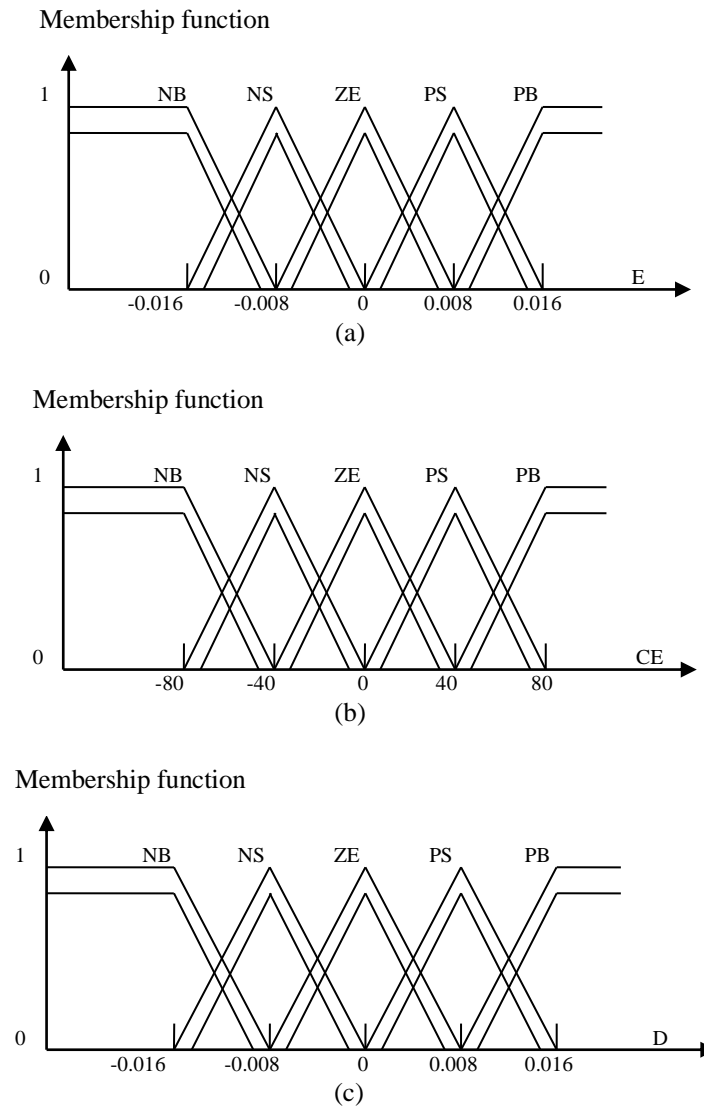 Membership function
1 NB NS ZE PS PB
0 E
-0.016 -0.008 0 0.008 0.016
(a)
Membership function
1 NB NS ZE PS PB
0 CE
-80 -40 0 40 80
(b)
Membership function
1 NB NS ZE PS PB
0 D
-0.016 -0.008 0 0.008 0.016
(c)